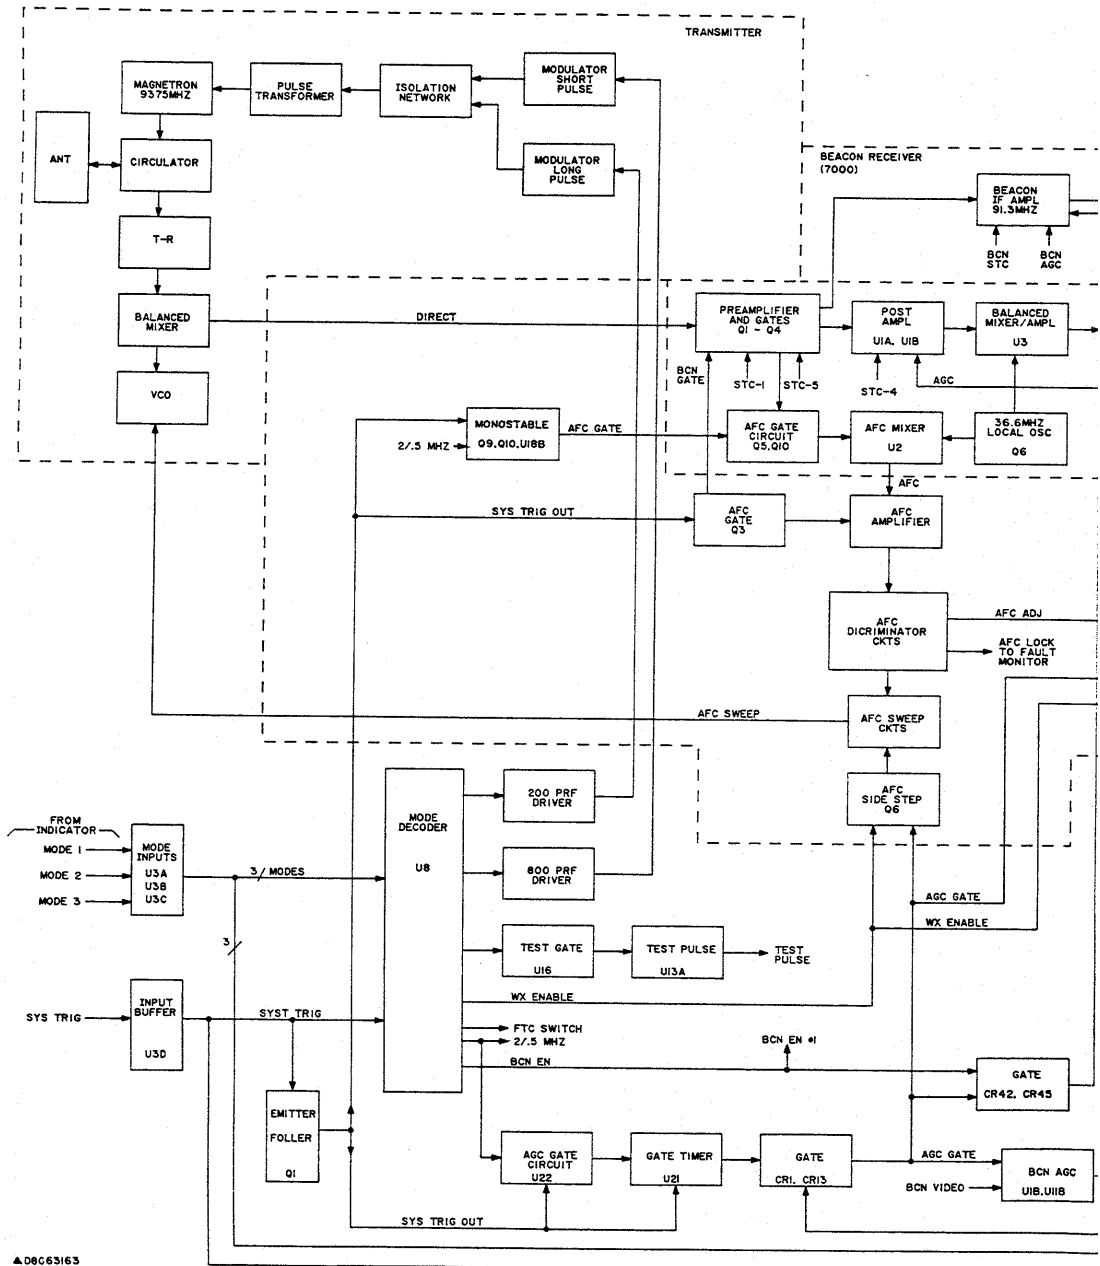 TRANSMITTER
MAGNETRON
9375MHZ
PULSE
TRANSFORMER
ISOLATION
NETWORK
MODULATOR
SHORT
PULSE
ANT
CIRCULATOR
MODULATOR
LONG
PULSE
BEACON RECEIVER
(7000)
BEACON
IF AMPL
91.3MHZ
BCN
STC
BCN
AGC
T-R
BALANCED
MIXER
DIRECT
PREAMPLIFIER
AND GATES
Q1 - Q4
POST
AMPL
U1A, U1B
BALANCED
MIXER/AMPL
U3
VCO
BCN
GATE
STC-1
STC-5
STC-4
AGC
MONOSTABLE
Q9,Q10,U18B
2/.5 MHZ
AFC GATE
AFC GATE
CIRCUIT
Q5,Q10
AFC MIXER
U2
36.6MHZ
LOCAL OSC
Q6
AFC
SYS TRIG OUT
AFC
GATE
Q3
AFC
AMPLIFIER
AFC
DICRIMINATOR
CKTS
AFC ADJ
AFC LOCK
TO FAULT
MONITOR
AFC SWEEP
AFC SWEEP
CKTS
AFC
SIDE STEP
Q6
MODE
DECODER
U8
200 PRF
DRIVER
FROM
INDICATOR
MODE 1
MODE 2
MODE 3
MODE
INPUTS
U3A
U3B
U3C
3/MODES
800 PRF
DRIVER
AGC GATE
WX ENABLE
3
TEST GATE
U16
TEST PULSE
U13A
TEST
PULSE
SYS TRIG
INPUT
BUFFER
U3D
SYST TRIG
WX ENABLE
FTC SWITCH
2/.5 MHZ
BCN EN
BCN EN #1
GATE
CR42, CR45
EMITTER
FOLLER
Q1
AGC GATE
CIRCUIT
U22
GATE TIMER
U21
GATE
CR1, CR13
AGC GATE
BCN VIDEO
BCN AGC
U1B,U11B
SYS TRIG OUT
▲D8C63163